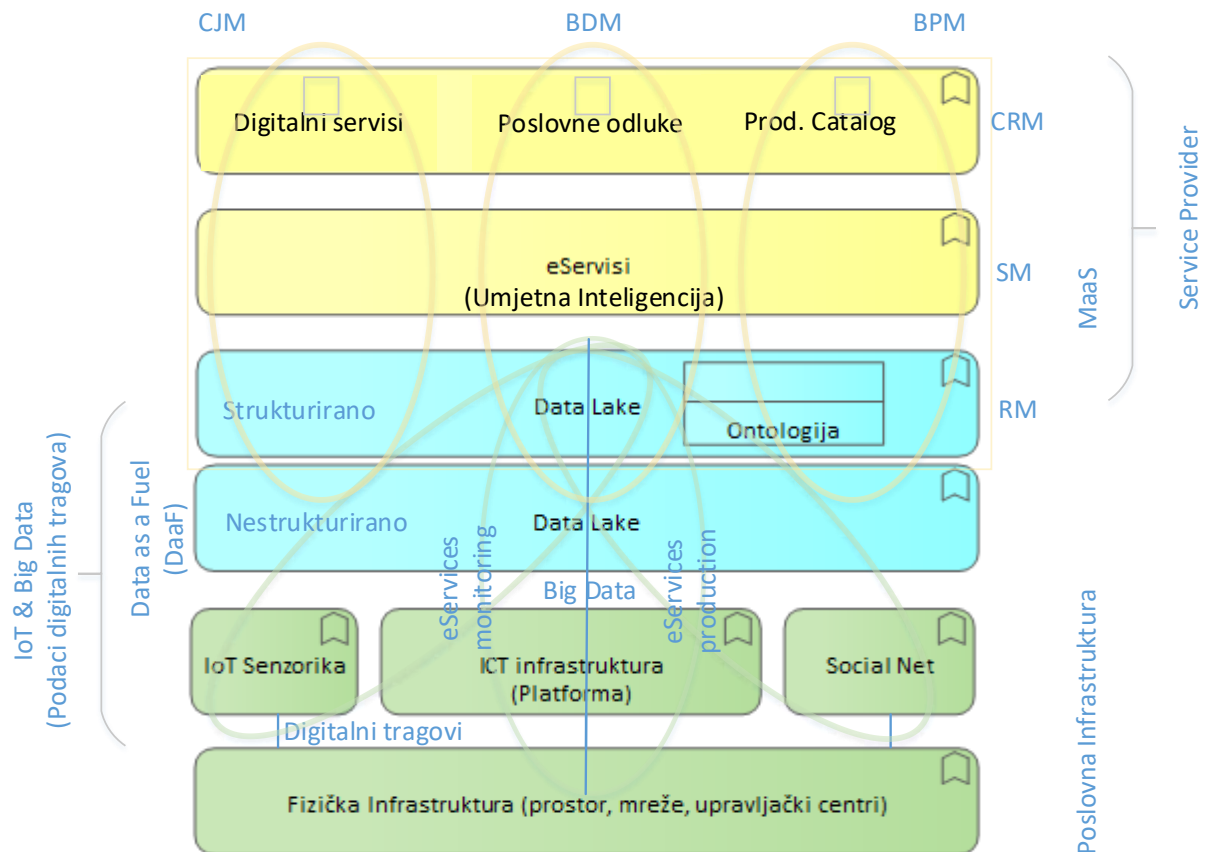 CJM
BDM
BPM
Digitalni servisi
Poslovne odluke
Prod. Catalog
CRM
eServisi
(Umjetna Inteligencija)
SM
MaaS
Service Provider
Strukturirano
Data Lake
Ontologija
RM
Nestrukturirano
Data Lake
IoT & Big Data
(Podaci digitalnih tragova)
Data as a Fuel
(DaaF)
eServices
monitoring
Big Data
eServices
production
IoT Senzorika
ICT infrastruktura
(Platforma)
Social Net
Digitalni tragovi
Fizička Infrastruktura (prostor, mreže, upravljački centri)
Poslovna Infrastruktura